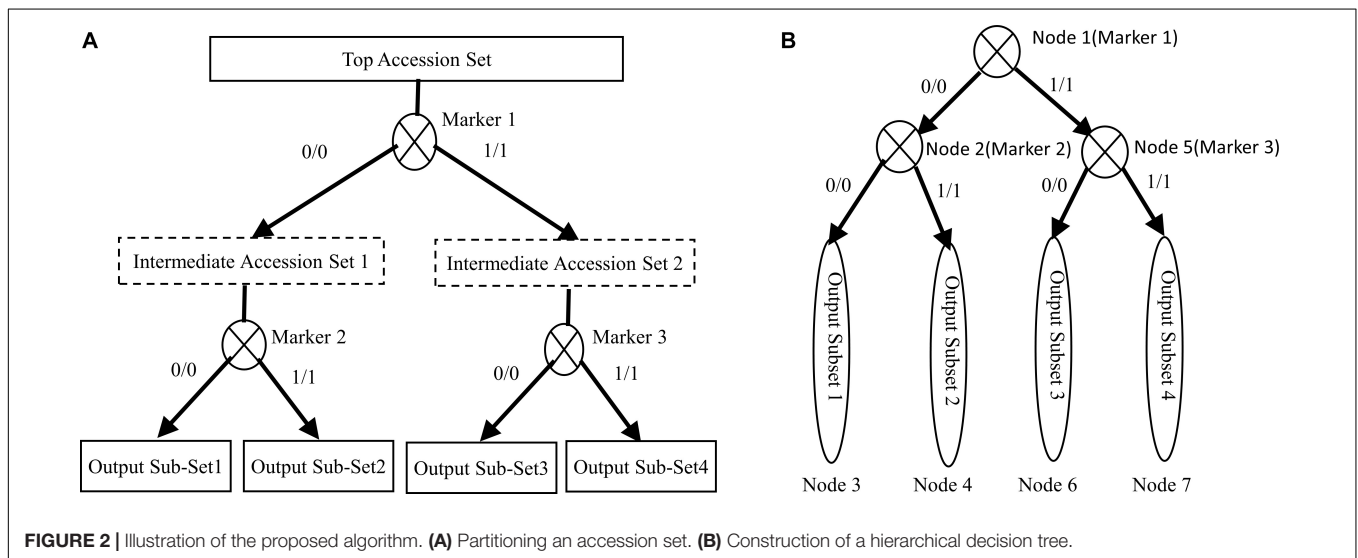 A
Top Accession Set
Marker 1
0/0
1/1
Intermediate Accession Set 1
Intermediate Accession Set 2
Marker 2
Marker 3
0/0
1/1
0/0
1/1
Output Sub-Set1
Output Sub-Set2
Output Sub-Set3
Output Sub-Set4
B
Node 1(Marker 1)
0/0
1/1
Node 2(Marker 2)
Node 5(Marker 3)
0/0
1/1
0/0
1/1
Output Subset 1
Output Subset 2
Output Subset 3
Output Subset 4
Node 3
Node 4
Node 6
Node 7
FIGURE 2 | Illustration of the proposed algorithm. (A) Partitioning an accession set. (B) Construction of a hierarchical decision tree.